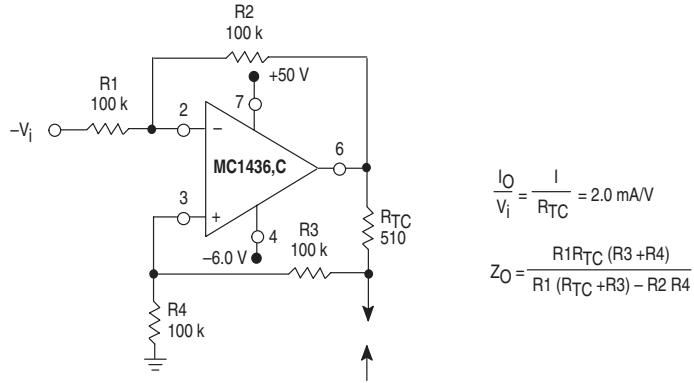 R2
100 k
+50 V
R1
100 k
7
2
–Vi
–
6
MC1436,C
3
+
RTC
510
4
R3
100 k
–6.0 V
R4
100 k
IO/Vi = I/RTC = 2.0 mA/V
ZO = R1RTC (R3 +R4)/R1 (RTC +R3) – R2 R4